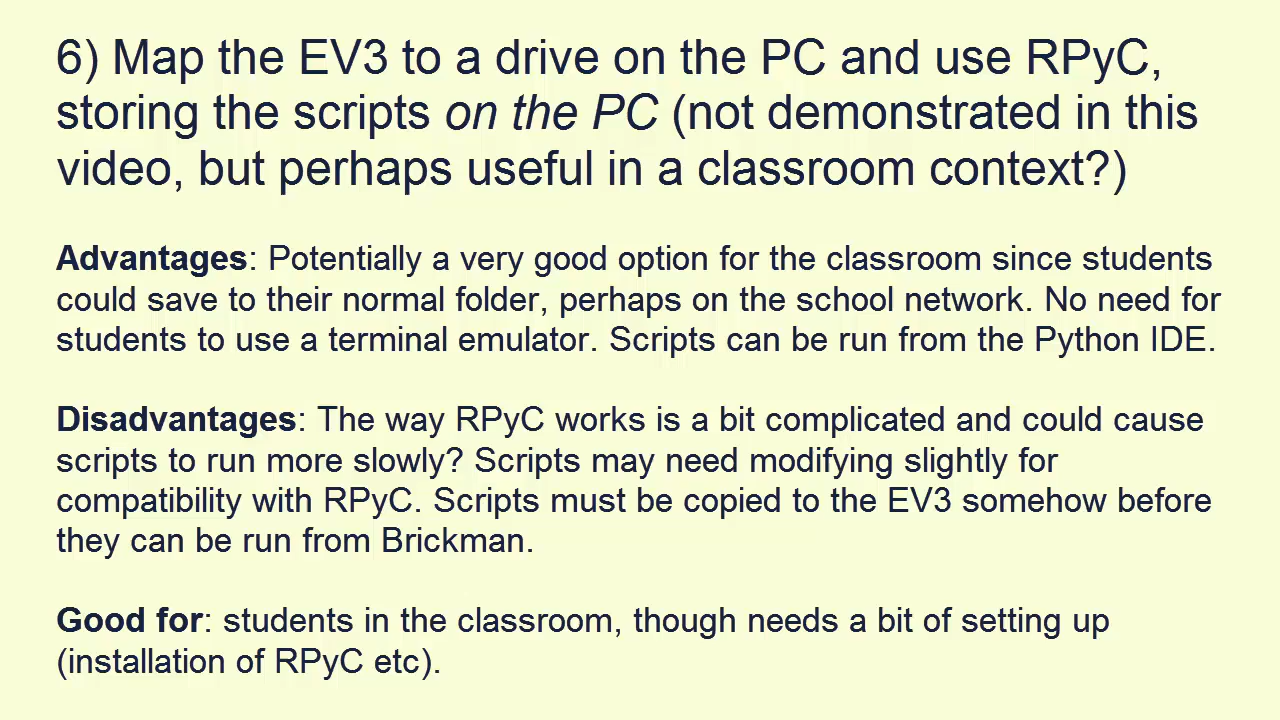 6) Map the EV3 to a drive on the PC and use RPyC,
storing the scripts on the PC (not demonstrated in this
video, but perhaps useful in a classroom context?)
Advantages: Potentially a very good option for the classroom since students
could save to their normal folder, perhaps on the school network. No need for
students to use a terminal emulator. Scripts can be run from the Python IDE.
Disadvantages: The way RPyC works is a bit complicated and could cause
scripts to run more slowly? Scripts may need modifying slightly for
compatibility with RPyC. Scripts must be copied to the EV3 somehow before
they can be run from Brickman.
Good for: students in the classroom, though needs a bit of setting up
(installation of RPyC etc).